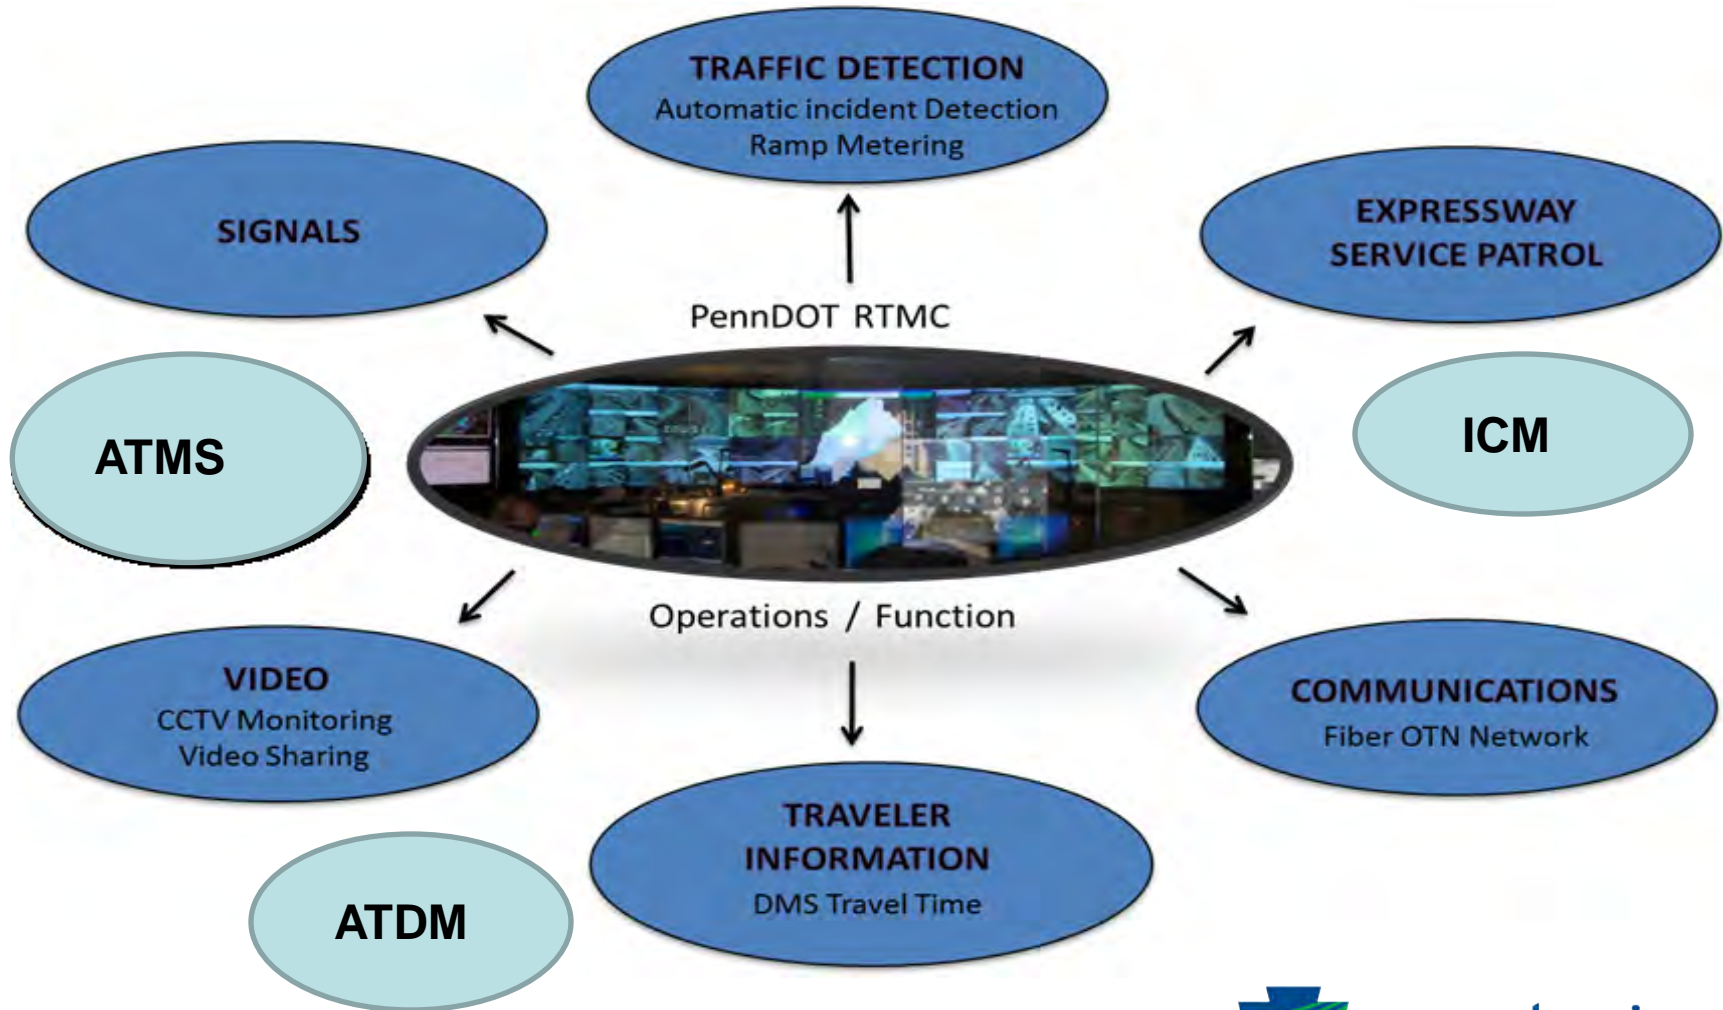 TRAFFIC DETECTION
Automatic incident Detection
Ramp Metering
SIGNALS
EXPRESSWAY
SERVICE PATROL
PennDOT RTMC
ATMS
ICM
Operations / Function
VIDEO
CCTV Monitoring
Video Sharing
COMMUNICATIONS
Fiber OTN Network
TRAVELER
INFORMATION
DMS Travel Time
ATDM